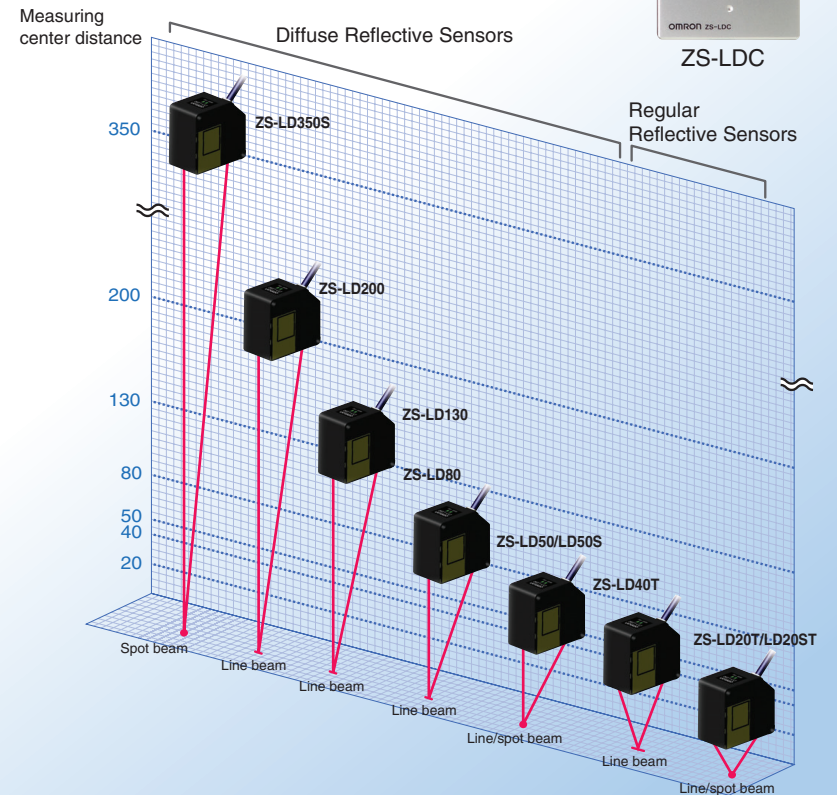 Measuring
center distance
Diffuse Reflective Sensors
OMRON ZS-LDC
ZS-LDC
Regular
Reflective Sensors
350
ZS-LD350S
200
ZS-LD200
130
ZS-LD130
80
ZS-LD80
50
ZS-LD50/LD50S
40
20
ZS-LD40T
ZS-LD20T/LD20ST
Spot beam
Line beam
Line beam
Line beam
Line/spot beam
Line beam
Line/spot beam